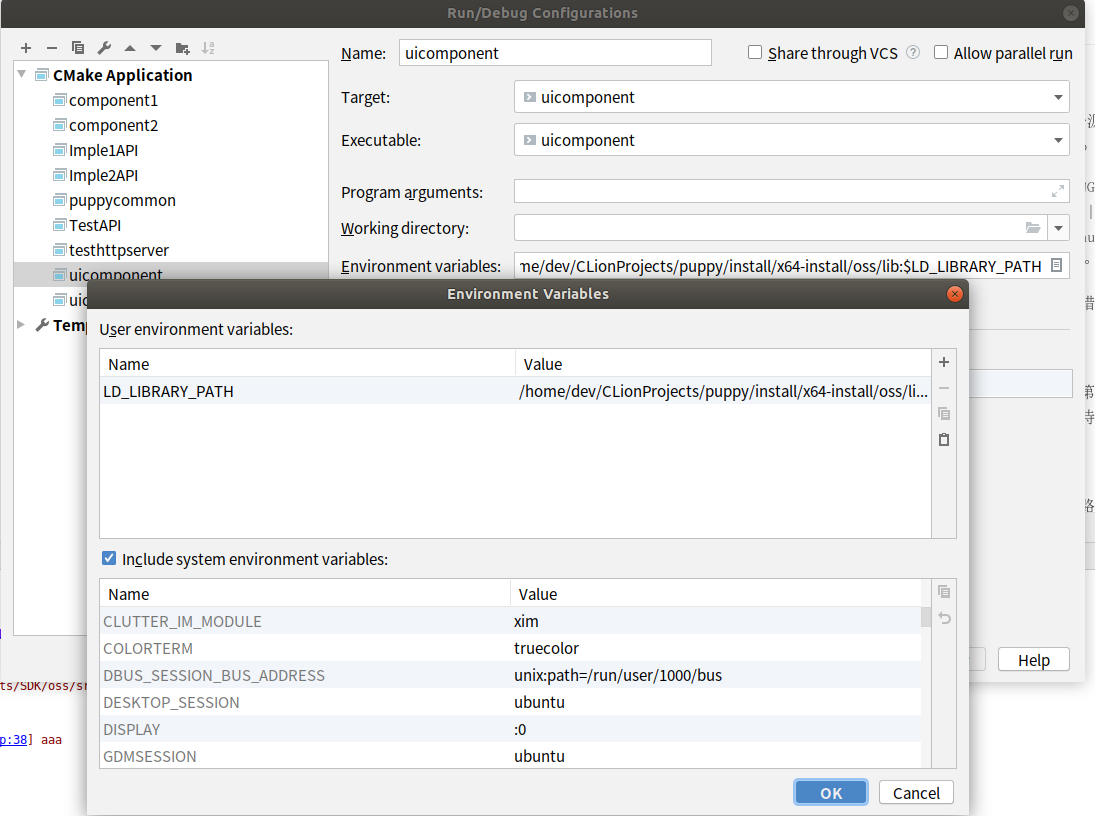 Run/Debug Configurations
Name: uicomponent Share through VCS ? Allow parallel run
CMake Application
component1
component2
Imple1API
Imple2API
puppycommon
TestAPI
testhttpserver
uicomponent
uic
Temp
Target: uicomponent
Executable: uicomponent
Program arguments:
Working directory:
Environment variables: me/dev/CLionProjects/puppy/install/x64-install/oss/lib:$LD_LIBRARY_PATH
Environment Variables
User environment variables:
Name Value
LD_LIBRARY_PATH /home/dev/CLionProjects/puppy/install/x64-install/oss/li...
Include system environment variables:
Name Value
CLUTTER_IM_MODULE xim
COLORTERM truecolor
DBUS_SESSION_BUS_ADDRESS unix:path=/run/user/1000/bus
DESKTOP_SESSION ubuntu
DISPLAY :0
GDMSESSION ubuntu
OK Cancel
Help
ts/SDK/oss/sr
p:38] aaa